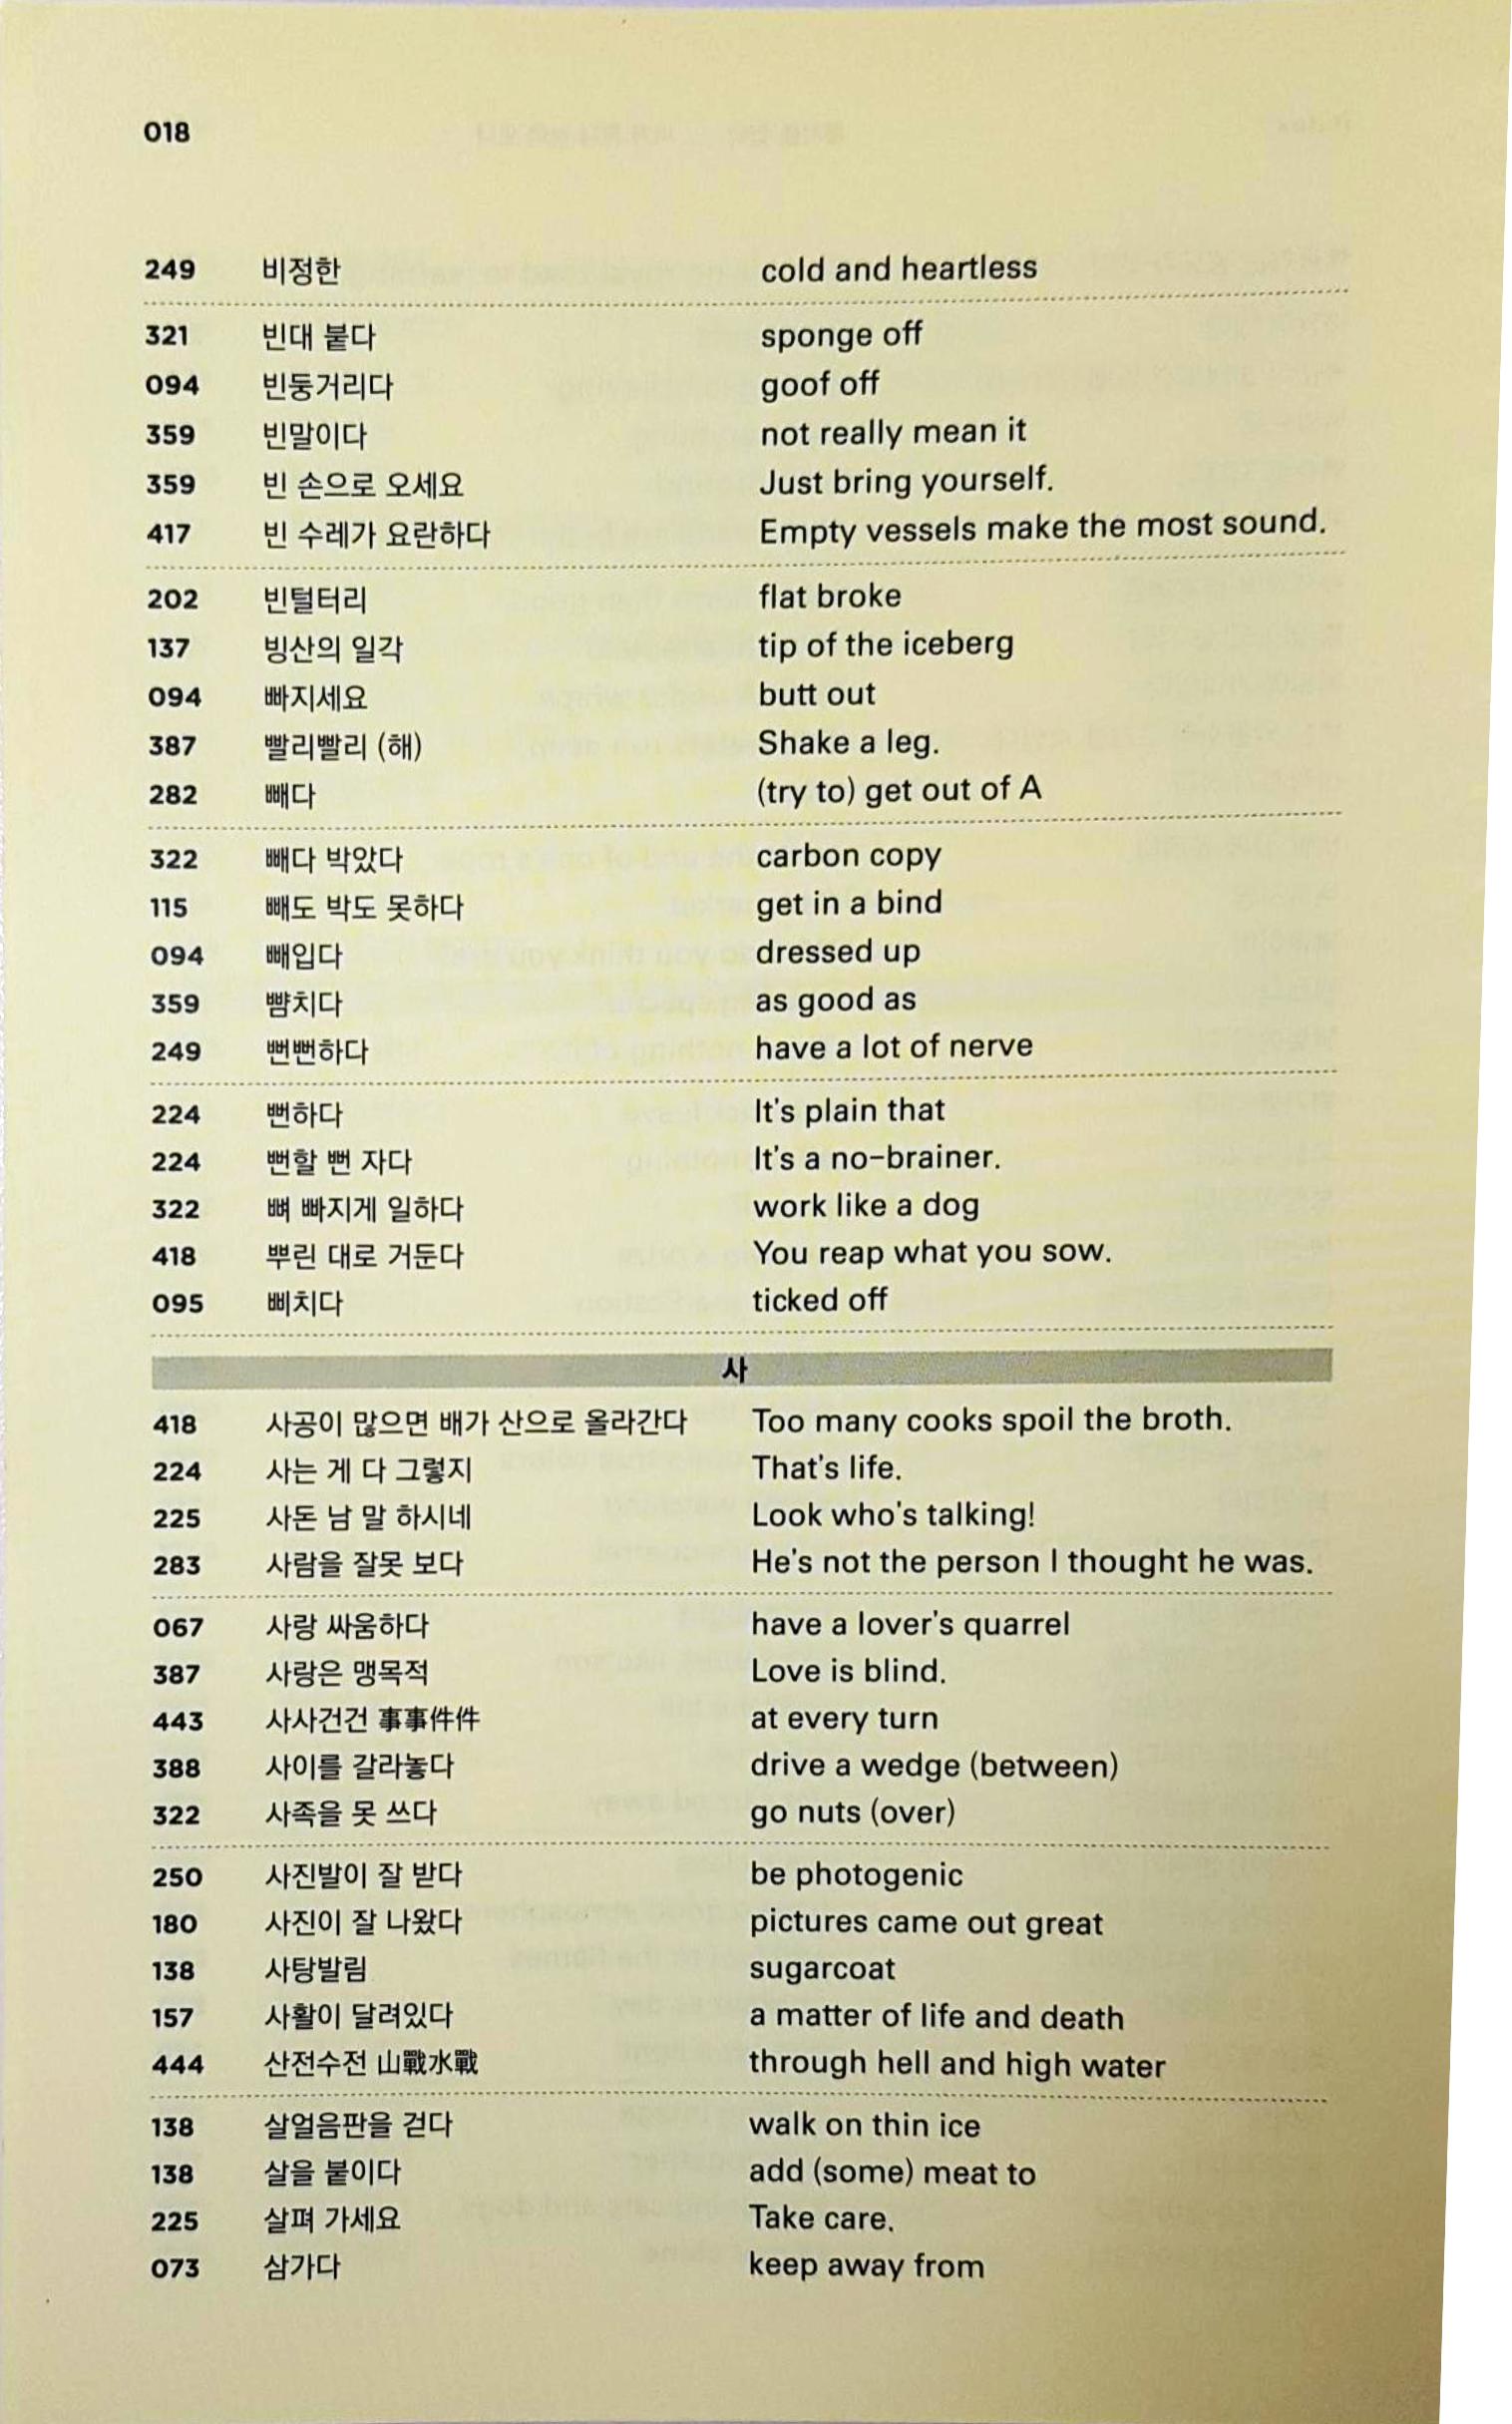 018
249 비정한 cold and heartless
321 빈대 붙다 sponge off
094 빈둥거리다 goof off
359 빈말이다 not really mean it
359 빈 손으로 오세요 Just bring yourself.
417 빈 수레가 요란하다 Empty vessels make the most sound.
202 빈털터리 flat broke
137 빙산의 일각 tip of the iceberg
094 빠지세요 butt out
387 빨리빨리 (해) Shake a leg.
282 빼다 (try to) get out of A
322 빼다 박았다 carbon copy
115 빼도 박도 못하다 get in a bind
094 빼입다 dressed up
359 뺨치다 as good as
249 뻔뻔하다 have a lot of nerve
224 뻔하다 It's plain that
224 뻔할 뻔 자다 It's a no-brainer.
322 뼈 빠지게 일하다 work like a dog
418 뿌린 대로 거둔다 You reap what you sow.
095 삐치다 ticked off
사
418 사공이 많으면 배가 산으로 올라간다 Too many cooks spoil the broth.
224 사는 게 다 그렇지 That's life.
225 사돈 남 말 하시네 Look who's talking!
283 사람을 잘못 보다 He's not the person I thought he was.
067 사랑 싸움하다 have a lover's quarrel
387 사랑은 맹목적 Love is blind.
443 사사건건 事事件件 at every turn
388 사이를 갈라놓다 drive a wedge (between)
322 사족을 못 쓰다 go nuts (over)
250 사진발이 잘 받다 be photogenic
180 사진이 잘 나왔다 pictures came out great
138 사탕발림 sugarcoat
157 사활이 달려있다 a matter of life and death
444 산전수전 山戰水戰 through hell and high water
138 살얼음판을 걷다 walk on thin ice
138 살을 붙이다 add (some) meat to
225 살펴 가세요 Take care.
073 삼가다 keep away from